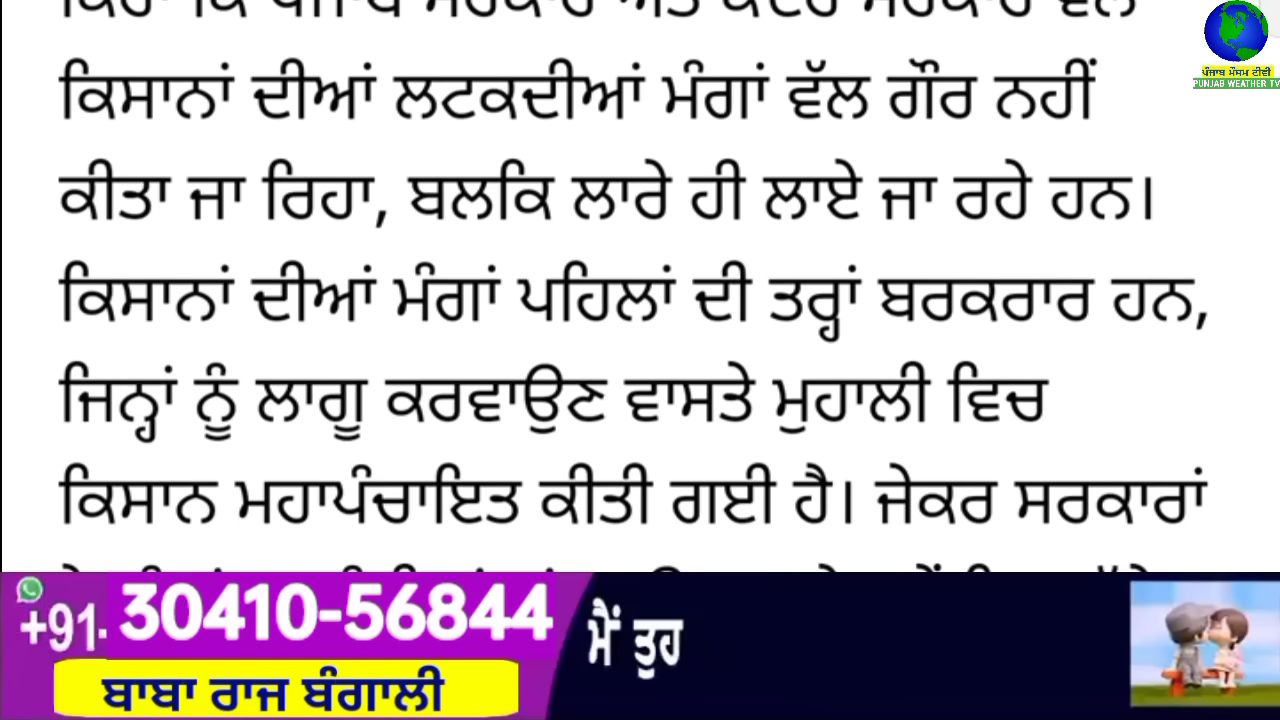 ਕਿਸਾਨਾਂ ਦੀਆਂ ਲਟਕਦੀਆਂ ਮੰਗਾਂ ਵੱਲ ਗੌਰ ਨਹੀਂ
ਕੀਤਾ ਜਾ ਰਿਹਾ, ਬਲਕਿ ਲਾਰੇ ਹੀ ਲਾਏ ਜਾ ਰਹੇ ਹਨ।
ਕਿਸਾਨਾਂ ਦੀਆਂ ਮੰਗਾਂ ਪਹਿਲਾਂ ਦੀ ਤਰ੍ਹਾਂ ਬਰਕਰਾਰ ਹਨ,
ਜਿਨ੍ਹਾਂ ਨੂੰ ਲਾਗੂ ਕਰਵਾਉਣ ਵਾਸਤੇ ਮੁਹਾਲੀ ਵਿਚ
ਕਿਸਾਨ ਮਹਾਪੰਚਾਇਤ ਕੀਤੀ ਗਈ ਹੈ। ਜੇਕਰ ਸਰਕਾਰਾਂ
ਪੰਜਾਬ ਮੌਸਮ ਟੀਵੀ
PUNJAB WEATHER TV
+91- 30410-56844
ਬਾਬਾ ਰਾਜ ਬੰਗਾਲੀ
ਮੈਂ ਤੁਹ